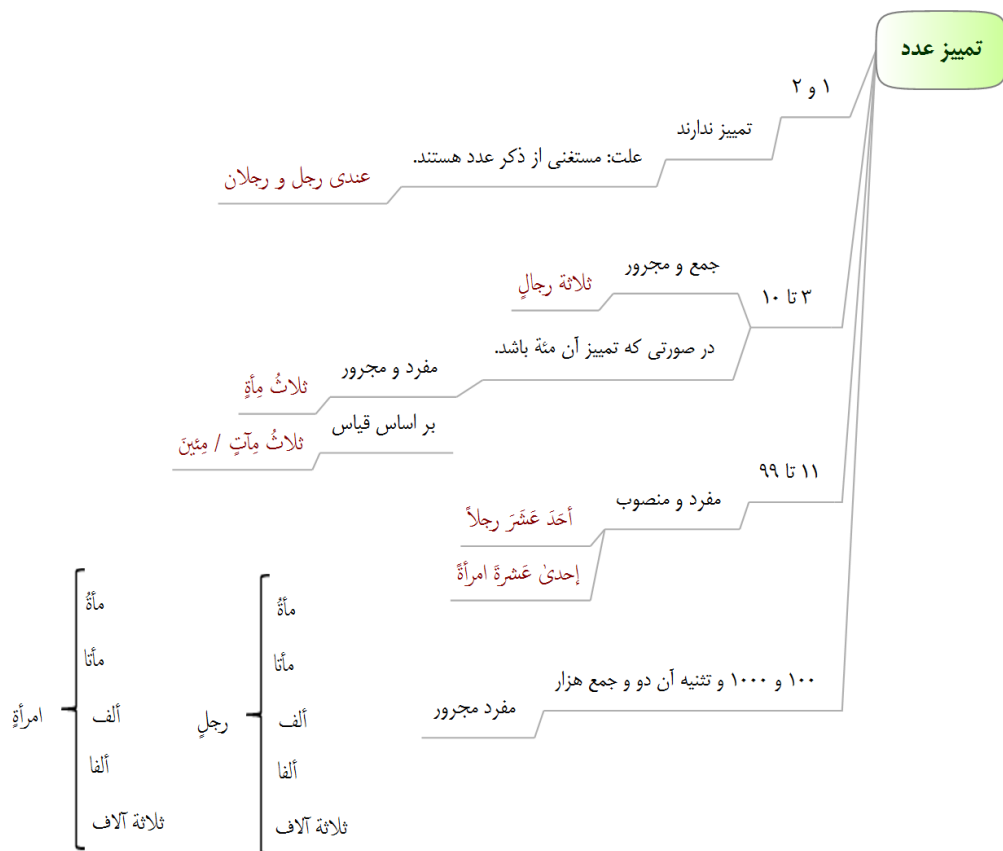 تمییز عدد
۱ و ۲
تمییز ندارند
علت: مستغنی از ذکر عدد هستند.
عندی رجل و رجلان
۳ تا ۱۰
جمع و مجرور
ثلاثة رجالٍ
در صورتی که تمییز آن مئة باشد.
مفرد و مجرور
ثلاثُ مِأةٍ
بر اساس قیاس
ثلاثُ مِآتٍ / مِئینَ
۱۱ تا ۹۹
مفرد و منصوب
أحَدَ عَشَرَ رجلاً
إحدیٰ عَشرةَ امرأةً
۱۰۰ و ۱۰۰۰ و تثنیه آن دو و جمع هزار
مفرد مجرور
مأةُ
مأتا
ألف
ألفا
ثلاثة آلاف
رجلٍ
مأةُ
مأتا
ألف
ألفا
ثلاثة آلاف
امرأةٍ